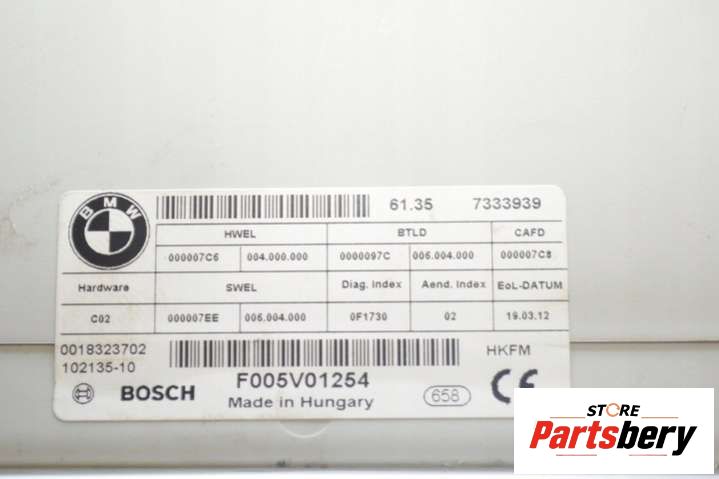 BMW
61.35 7333939
HWEL BTLD CAFD
000007C6 004.000.000 0000097C 006.004.000 000007C8
Hardware SWEL Diag. Index Aend. Index EoL-DATUM
C02 000007EE 006.004.000 0F1730 02 19.03.12
0018323702 HKFM
102135-10
BOSCH F005V01254 658 CE
Made in Hungary
STORE
Partsbery